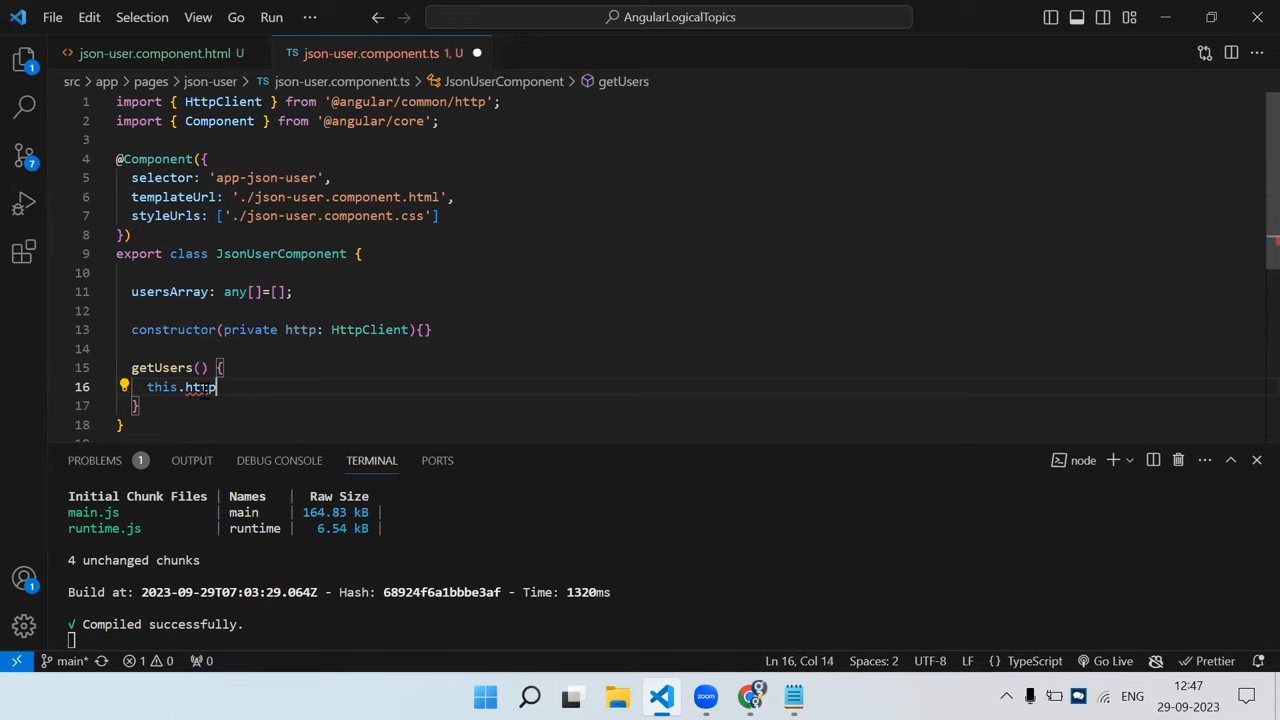 File Edit Selection View Go Run ··· AngularLogicalTopics
json-user.component.html U json-user.component.ts 1, U
src > app > pages > json-user > TS json-user.component.ts > JsonUserComponent > getUsers
1 import { HttpClient } from '@angular/common/http';
2 import { Component } from '@angular/core';
3
4 @Component({
5 selector: 'app-json-user',
6 templateUrl: './json-user.component.html',
7 styleUrls: ['./json-user.component.css']
8 })
9 export class JsonUserComponent {
10
11 usersArray: any[]=[];
12
13 constructor(private http: HttpClient){}
14
15 getUsers() {
16 this.http
17 }
18 }
PROBLEMS 1 OUTPUT DEBUG CONSOLE TERMINAL PORTS node
Initial Chunk Files | Names | Raw Size
main.js | main | 164.83 kB |
runtime.js | runtime | 6.54 kB |
4 unchanged chunks
Build at: 2023-09-29T07:03:29.064Z - Hash: 68924f6a1bbbe3af - Time: 1320ms
√ Compiled successfully.
main* 1 0 0 Ln 16, Col 14 Spaces: 2 UTF-8 LF {} TypeScript Go Live Prettier
zoom ENG 12:47
29-09-2023